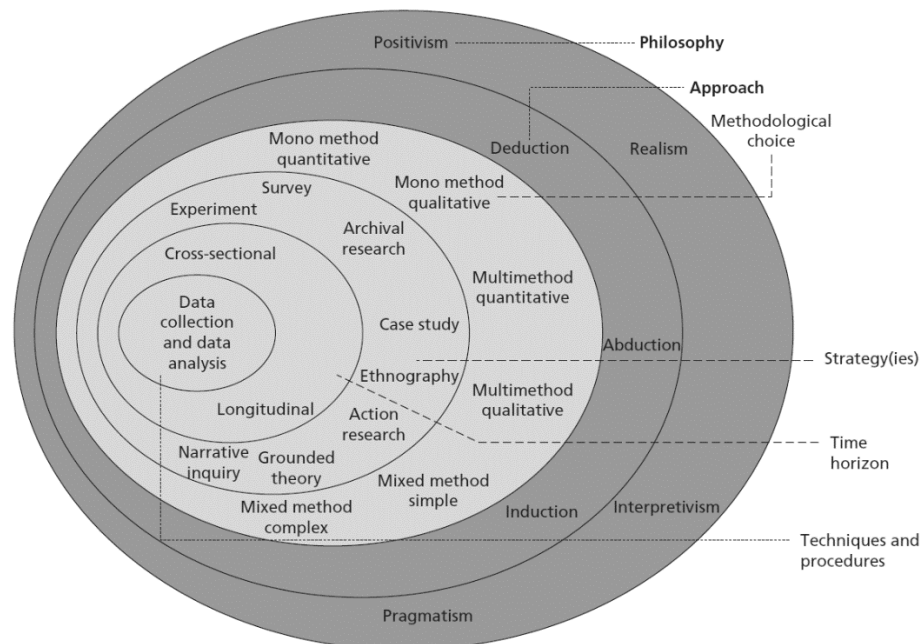 Positivism
Philosophy
Approach
Methodological
choice
Mono method
quantitative
Deduction
Realism
Mono method
qualitative
Survey
Experiment
Archival
research
Cross-sectional
Multimethod
quantitative
Data
collection
and data
analysis
Case study
Abduction
Strategy(ies)
Ethnography
Multimethod
qualitative
Longitudinal
Action
research
Time
horizon
Narrative
inquiry
Grounded
theory
Mixed method
simple
Mixed method
complex
Induction
Interpretivism
Techniques and
procedures
Pragmatism